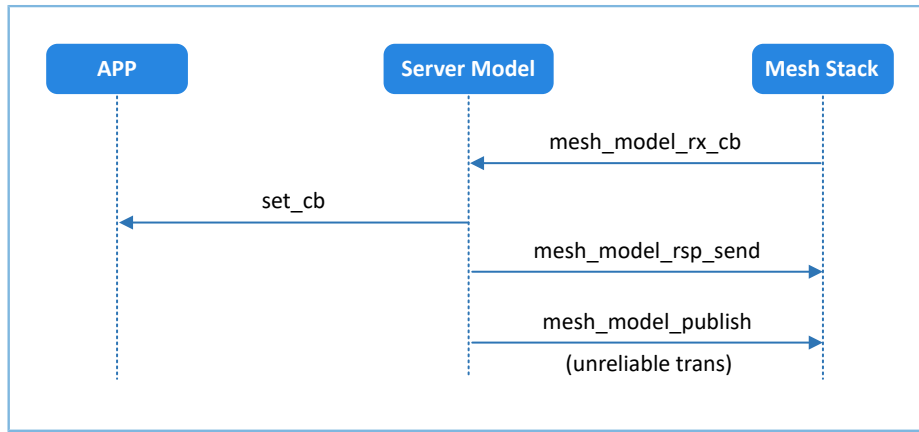 APP
Server Model
Mesh Stack
mesh_model_rx_cb
set_cb
mesh_model_rsp_send
mesh_model_publish
(unreliable trans)